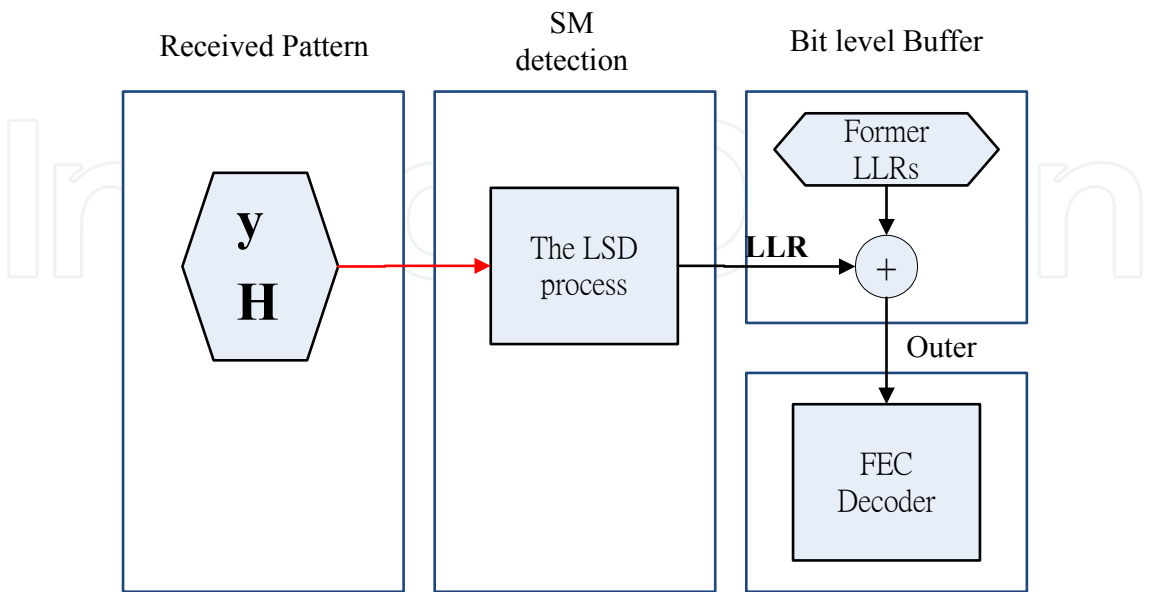 Received Pattern
SM
detection
Bit level Buffer
Former
LLRs
y
H
The LSD
process
LLR
+
Outer
FEC
Decoder